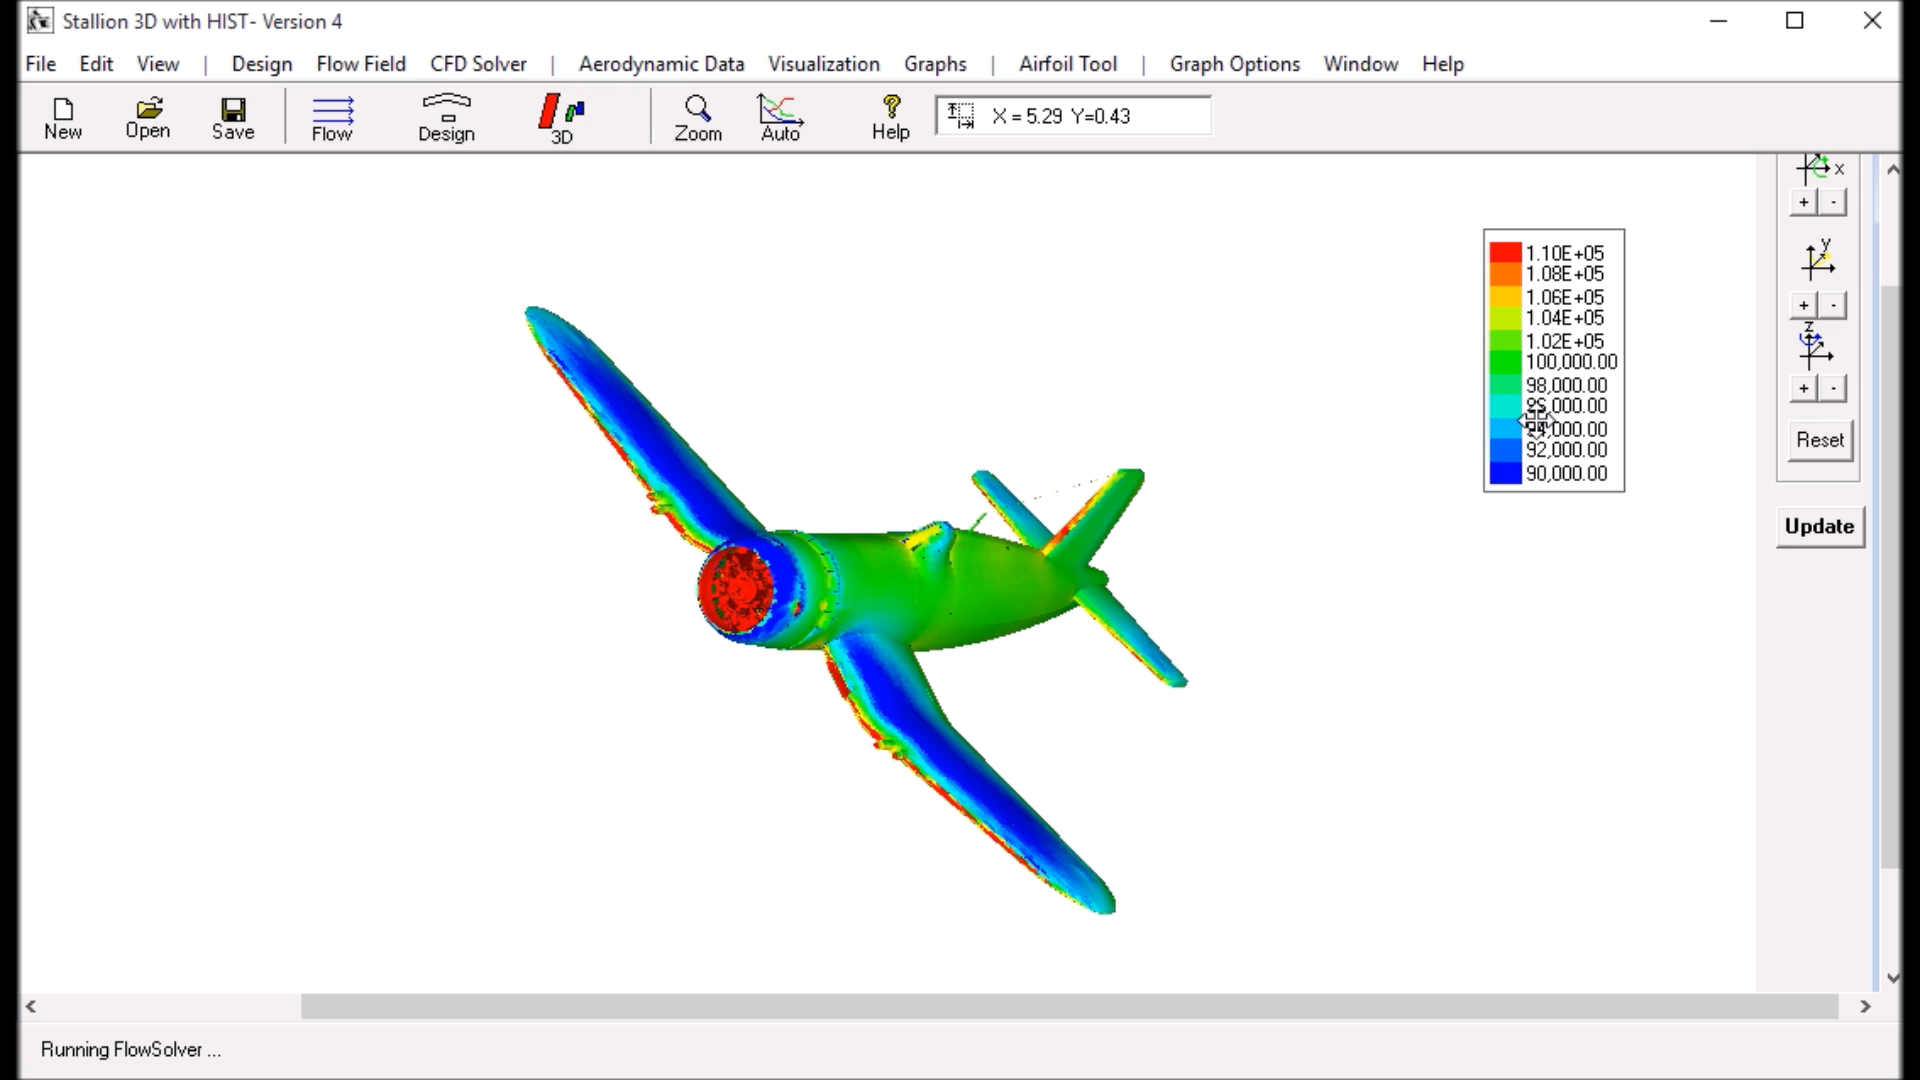 Stallion 3D with HIST- Version 4
File Edit View | Design Flow Field CFD Solver | Aerodynamic Data Visualization Graphs | Airfoil Tool | Graph Options Window Help
New Open Save Flow Design 3D Zoom Auto Help X = 5.29 Y=0.43
x
+ -
y
+ -
z
+ -
Reset
Update
1.10E+05
1.08E+05
1.06E+05
1.04E+05
1.02E+05
100,000.00
98,000.00
,000.00
,000.00
92,000.00
90,000.00
Running FlowSolver ...